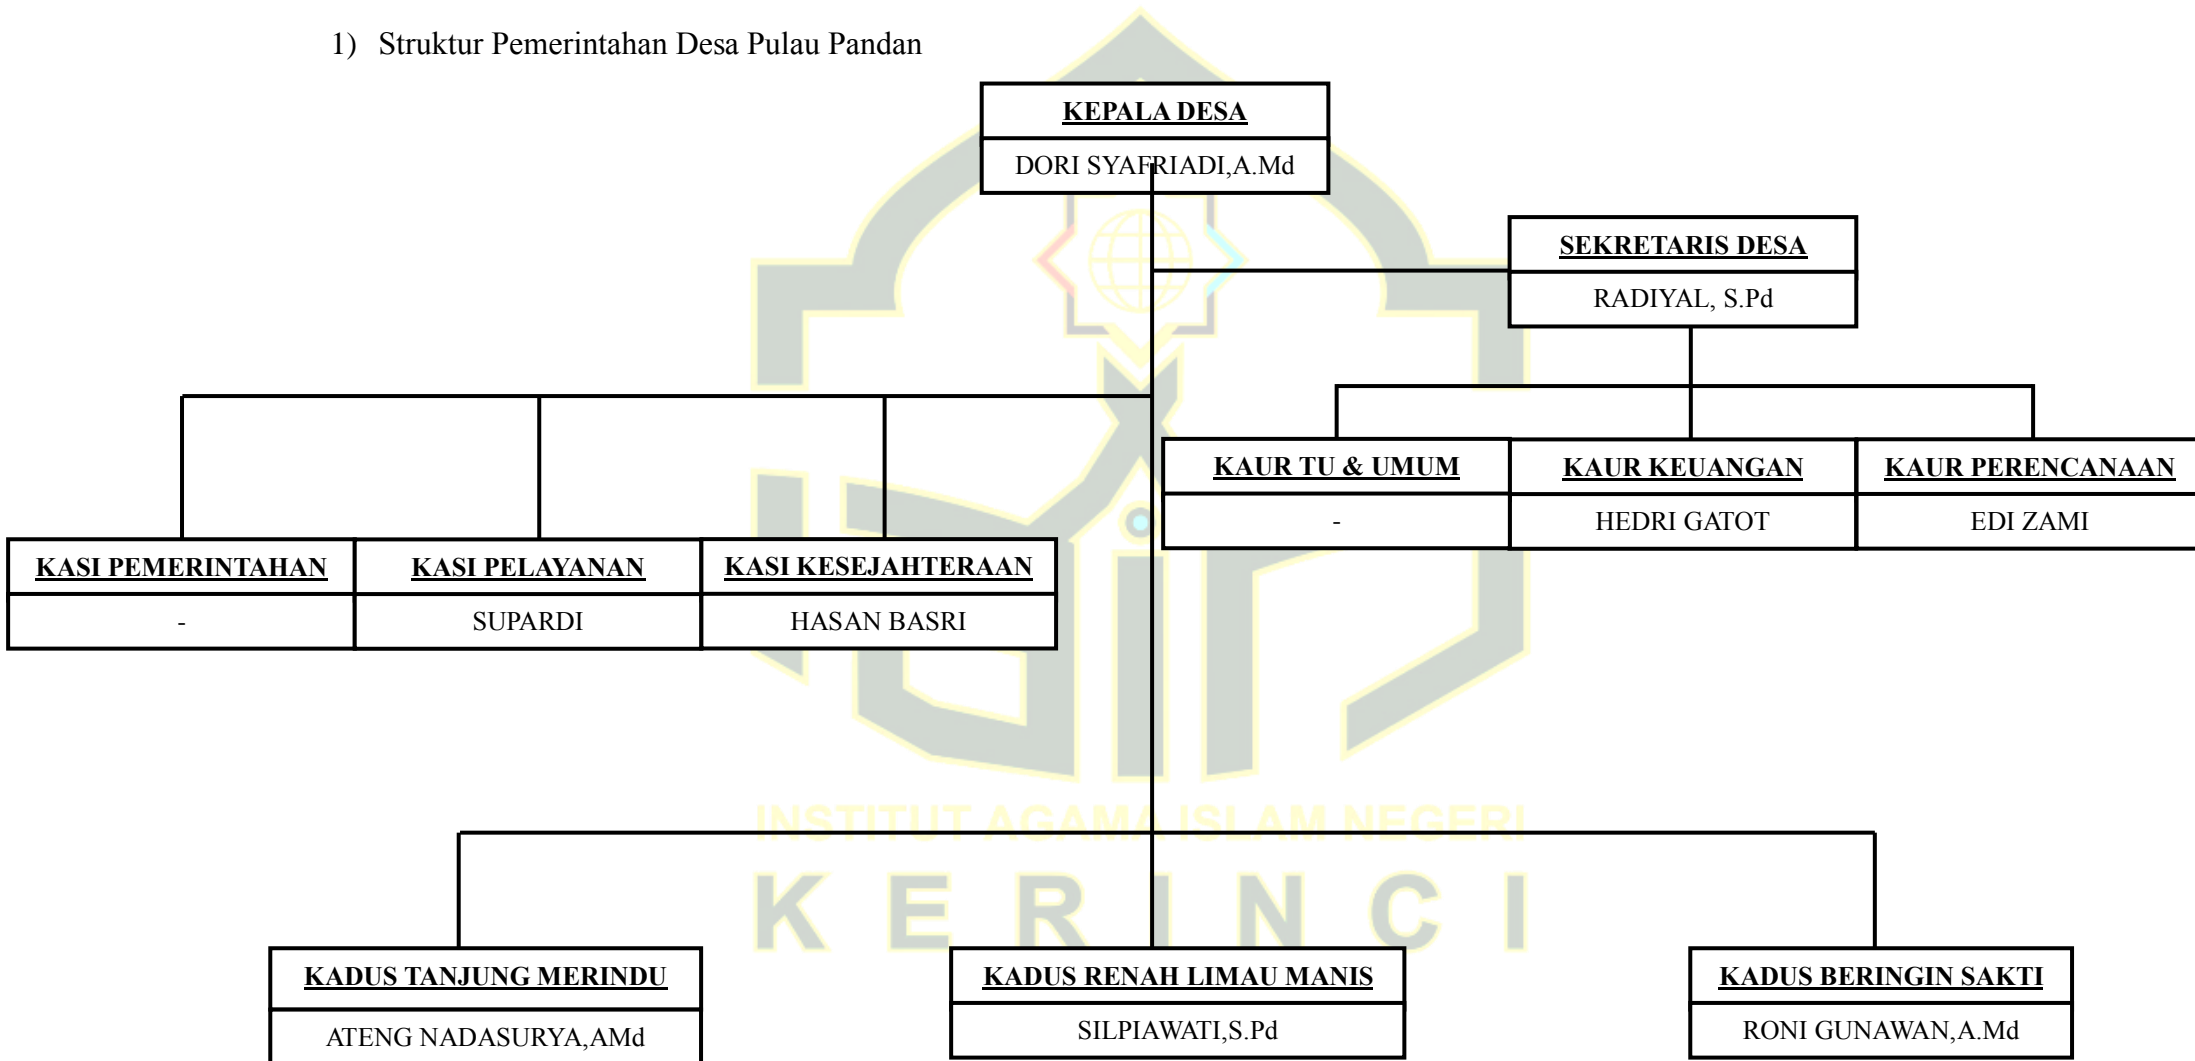 1) Struktur Pemerintahan Desa Pulau Pandan
KEPALA DESA
DORI SYAFRIADI,A.Md
SEKRETARIS DESA
RADIYAL, S.Pd
KAUR TU & UMUM
-
KAUR KEUANGAN
HEDRI GATOT
KAUR PERENCANAAN
EDI ZAMI
KASI PEMERINTAHAN
-
KASI PELAYANAN
SUPARDI
KASI KESEJAHTERAAN
HASAN BASRI
INSTITUT AGAMA ISLAM NEGERI
KERINCI
KADUS TANJUNG MERINDU
ATENG NADASURYA,AMd
KADUS RENAH LIMAU MANIS
SILPIAWATI,S.Pd
KADUS BERINGIN SAKTI
RONI GUNAWAN,A.Md